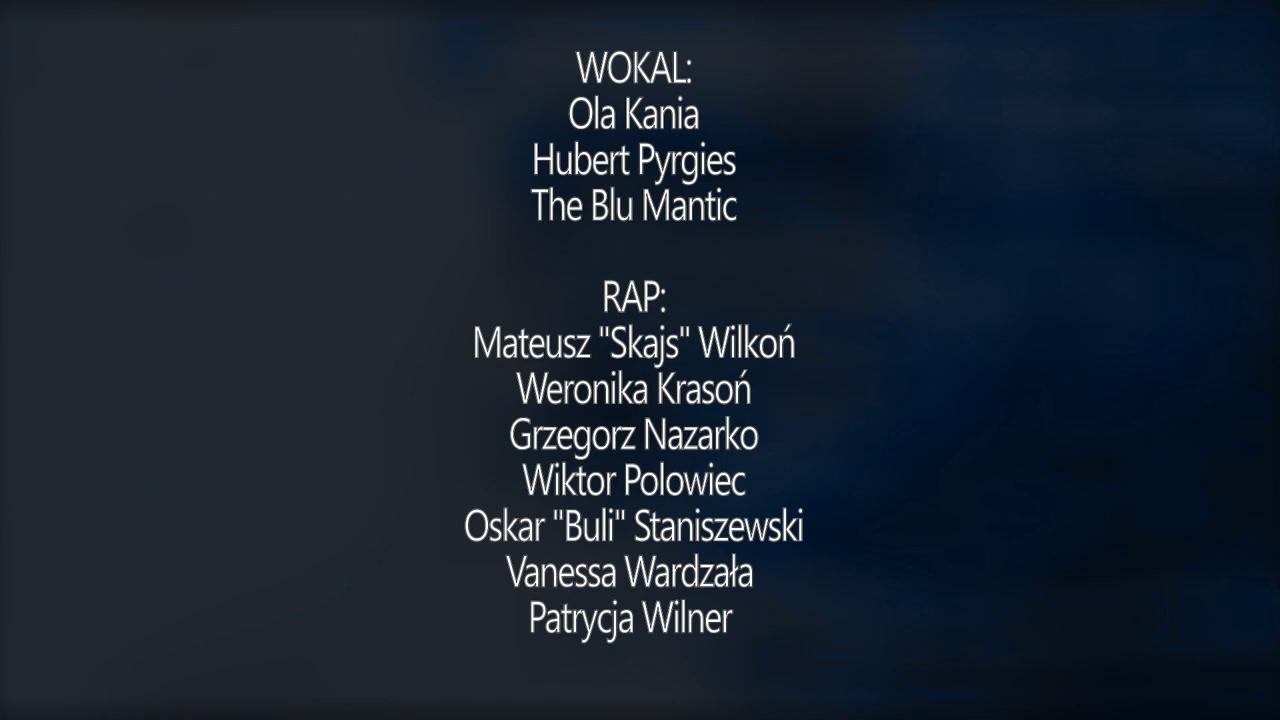 WOKAL:
Ola Kania
Hubert Pyrgies
The Blu Mantic
RAP:
Mateusz "Skajs" Wilkoń
Weronika Krasoń
Grzegorz Nazarko
Wiktor Polowiec
Oskar "Buli" Staniszewski
Vanessa Wardzała
Patrycja Wilner